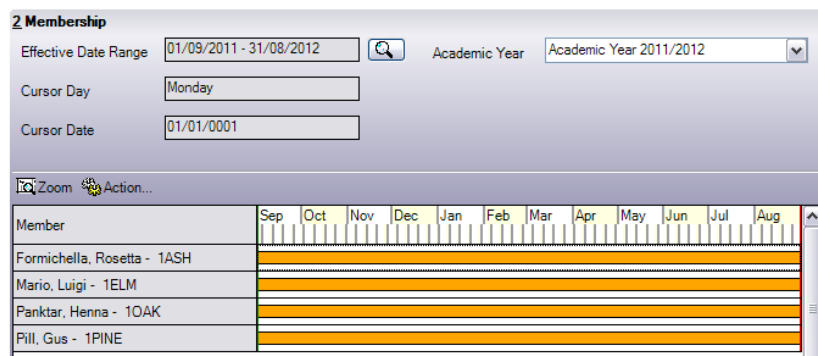 2 Membership
Effective Date Range 01/09/2011 - 31/08/2012 Academic Year Academic Year 2011/2012
Cursor Day Monday
Cursor Date 01/01/0001
Zoom Action...
Member Sep Oct Nov Dec Jan Feb Mar Apr May Jun Jul Aug
Formichella, Rosetta - 1ASH
Mario, Luigi - 1ELM
Panktar, Henna - 1OAK
Pill, Gus - 1PINE